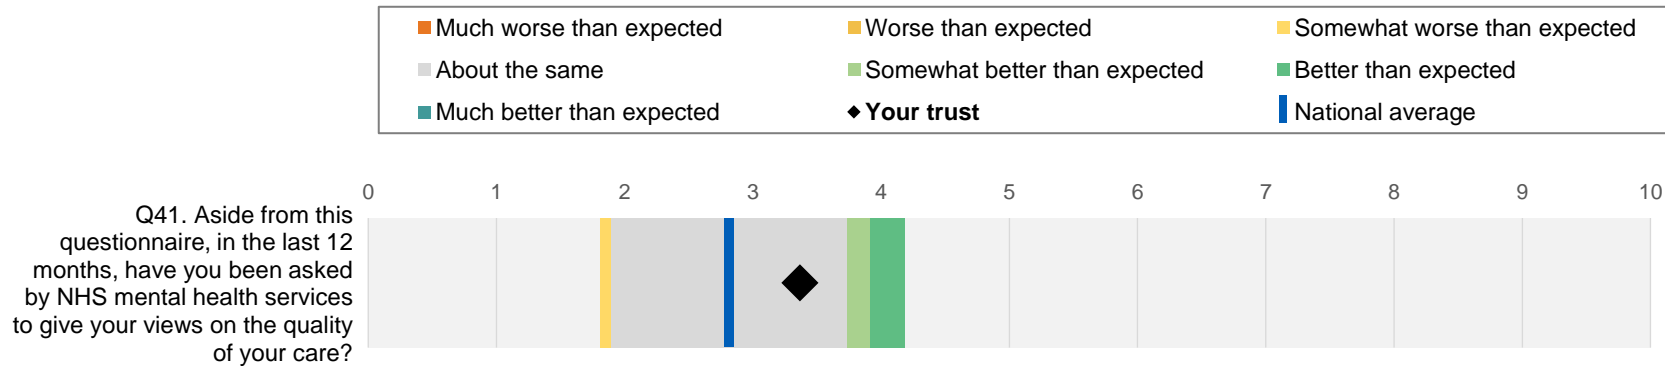 Much worse than expected
Worse than expected
Somewhat worse than expected
About the same
Somewhat better than expected
Better than expected
Much better than expected
Your trust
National average
0 1 2 3 4 5 6 7 8 9 10
Q41. Aside from this
questionnaire, in the last 12
months, have you been asked
by NHS mental health services
to give your views on the quality
of your care?